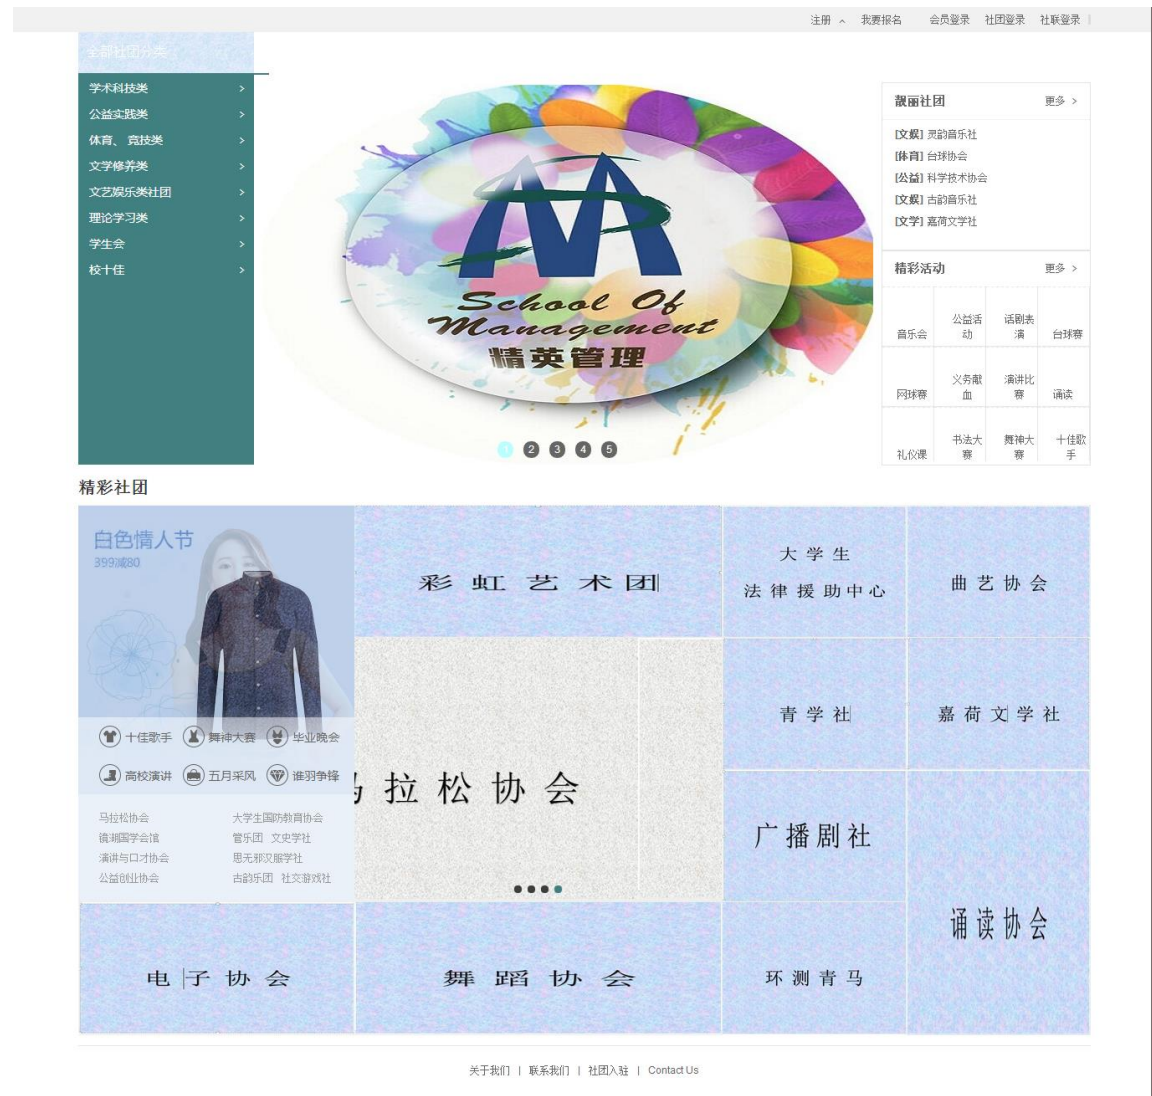 注册 我要报名 会员登录 社团登录 社联登录
全部社团分类
学术科技类 >
公益实践类 >
体育、 竞技类 >
文学修养类 >
文艺娱乐类社团 >
理论学习类 >
学生会 >
校十佳 >
School Of
Management
精英管理
1 2 3 4 5
靓丽社团 更多 >
[文娱] 灵韵音乐社
[体育] 台球协会
[公益] 科学技术协会
[文娱] 古韵音乐社
[文学] 嘉荷文学社
精彩活动 更多 >
音乐会 公益活动 话剧表演 台球赛
网球赛 义务献血 演讲比赛 诵读
礼仪课 书法大赛 舞神大赛 十佳歌手
精彩社团
白色情人节
399减80
十佳歌手 舞神大赛 毕业晚会
高校演讲 五月采风 谁羽争锋
马拉松协会 大学生国防教育协会
镜湖国学会馆 管乐团 文史学社
演讲与口才协会 思无邪汉服学社
公益创业协会 古韵乐团 社交游戏社
彩虹艺术团
大学生
法律援助中心
曲艺协会
马拉松协会
青学社
嘉荷文学社
广播剧社
诵读协会
电子协会
舞蹈协会
环测青马
关于我们 | 联系我们 | 社团入驻 | Contact Us